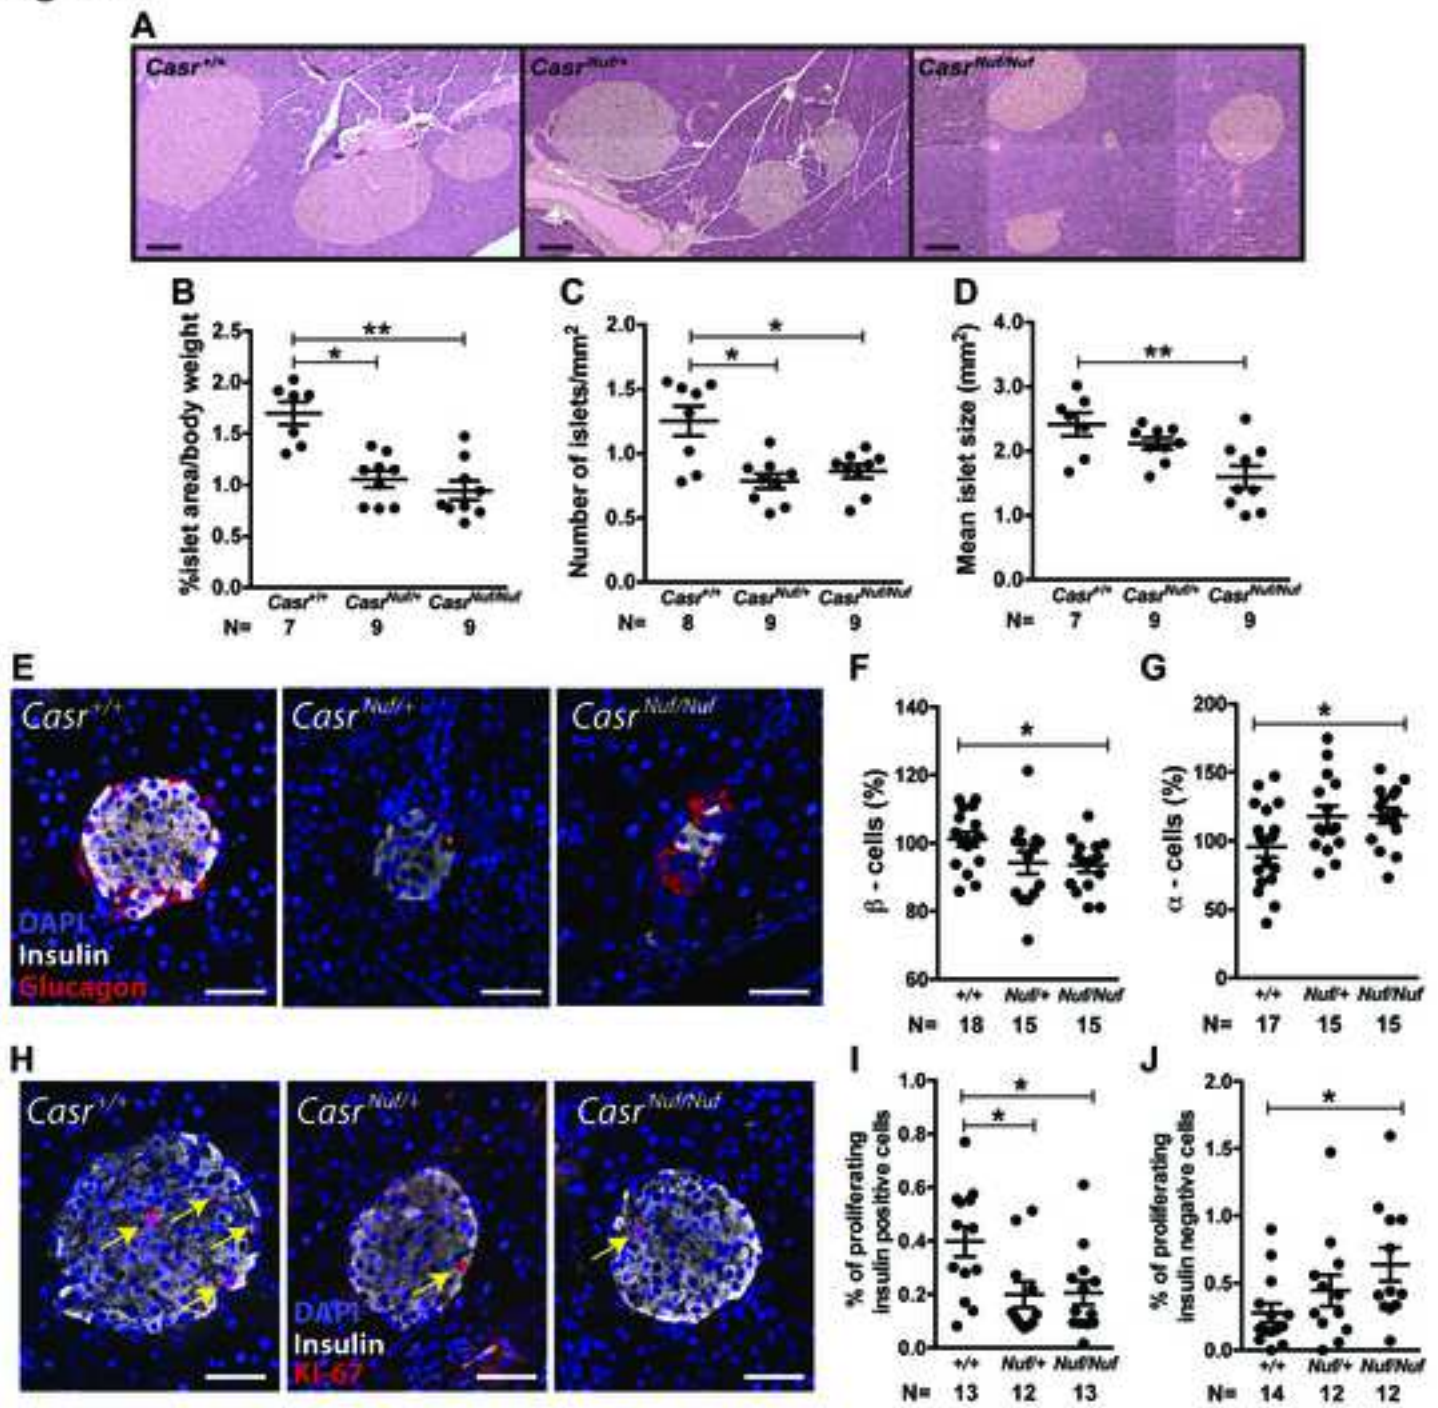 A
Casr+/+ CasrNuf/+ CasrNuf/Nuf
B
%islet area/body weight
2.5
2.0
1.5
1.0
0.5
0.0
**
*
Casr+/+ CasrNuf/+ CasrNuf/Nuf
N= 7 9 9
C
Number of islets/mm2
2.0
1.5
1.0
0.5
0.0
*
*
Casr+/+ CasrNuf/+ CasrNuf/Nuf
N= 8 9 9
D
Mean islet size (mm2)
4.0
3.0
2.0
1.0
0.0
**
Casr+/+ CasrNuf/+ CasrNuf/Nuf
N= 7 9 9
E
Casr+/+ CasrNuf/+ CasrNuf/Nuf
DAPI
Insulin
Glucagon
F
β - cells (%)
140
120
100
80
60
*
+/+ Nuf/+ Nuf/Nuf
N= 18 15 15
G
α - cells (%)
200
150
100
50
0
*
+/+ Nuf/+ Nuf/Nuf
N= 17 15 15
H
Casr+/+ CasrNuf/+ CasrNuf/Nuf
DAPI
Insulin
KI-67
I
% of proliferating
insulin positive cells
1.0
0.8
0.6
0.4
0.2
0.0
*
*
+/+ Nuf/+ Nuf/Nuf
N= 13 12 13
J
% of proliferating
insulin negative cells
2.0
1.5
1.0
0.5
0.0
*
+/+ Nuf/+ Nuf/Nuf
N= 14 12 12